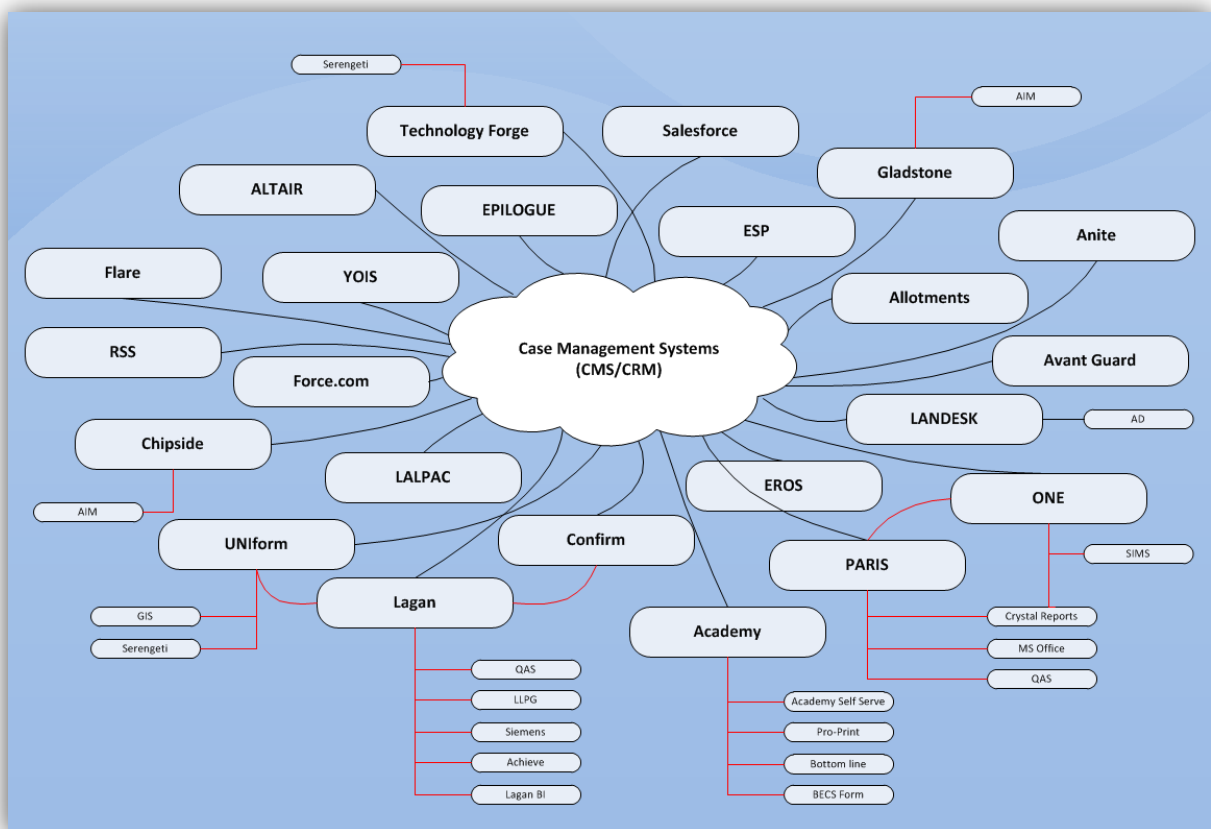 Serengeti
AIM
Technology Forge
Salesforce
Gladstone
ALTAIR
EPILOGUE
ESP
Anite
Flare
YOIS
Allotments
RSS
Case Management Systems
(CMS/CRM)
Avant Guard
Force.com
LANDESK
AD
Chipside
LALPAC
EROS
ONE
AIM
UNIform
Confirm
SIMS
PARIS
Lagan
GIS
Crystal Reports
Academy
Serengeti
MS Office
QAS
QAS
LLPG
Academy Self Serve
Siemens
Pro-Print
Achieve
Bottom line
Lagan BI
BECS Form